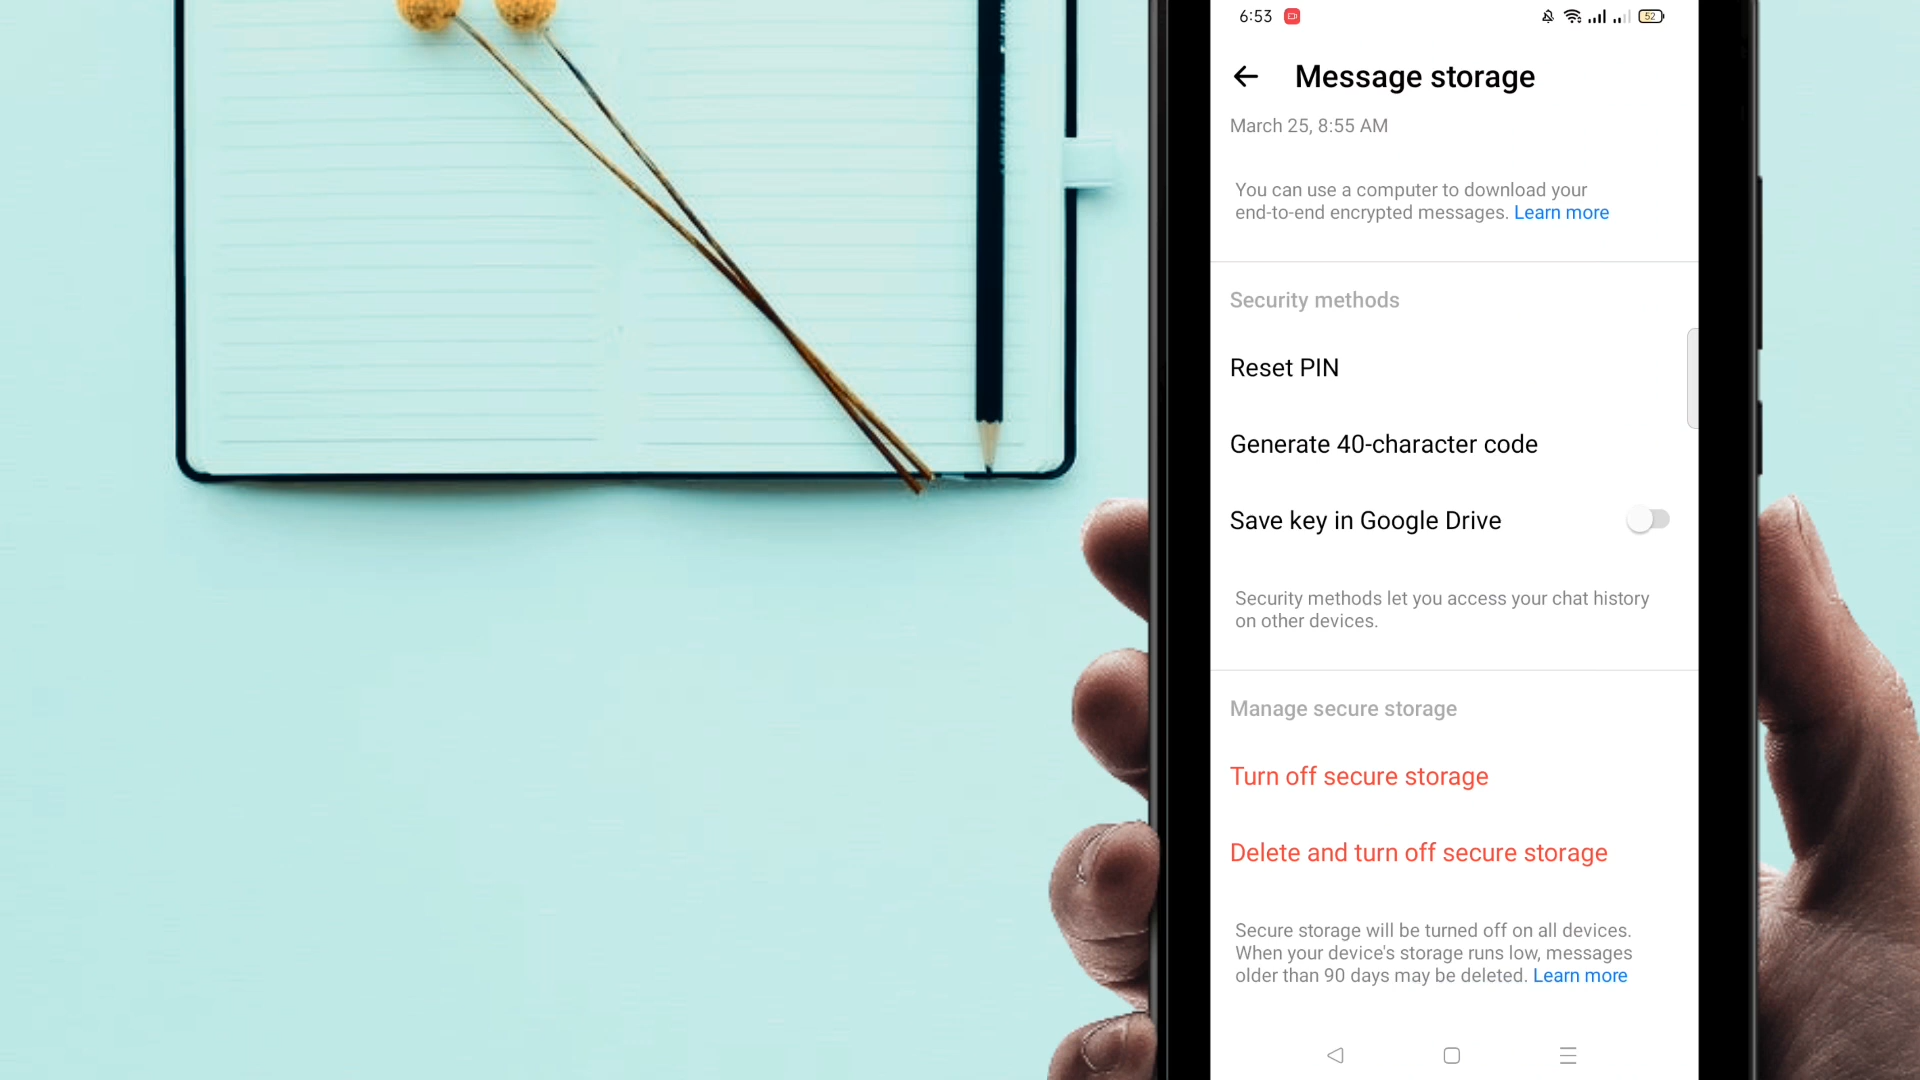 6:53
52
Message storage
March 25, 8:55 AM
You can use a computer to download your
end-to-end encrypted messages. Learn more
Security methods
Reset PIN
Generate 40-character code
Save key in Google Drive
Security methods let you access your chat history
on other devices.
Manage secure storage
Turn off secure storage
Delete and turn off secure storage
Secure storage will be turned off on all devices.
When your device's storage runs low, messages
older than 90 days may be deleted. Learn more